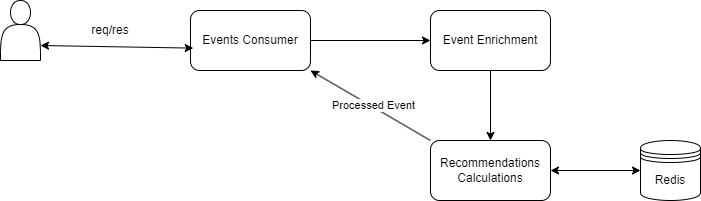 req/res
Events Consumer
Event Enrichment
Processed Event
Recommendations
Calculations
Redis